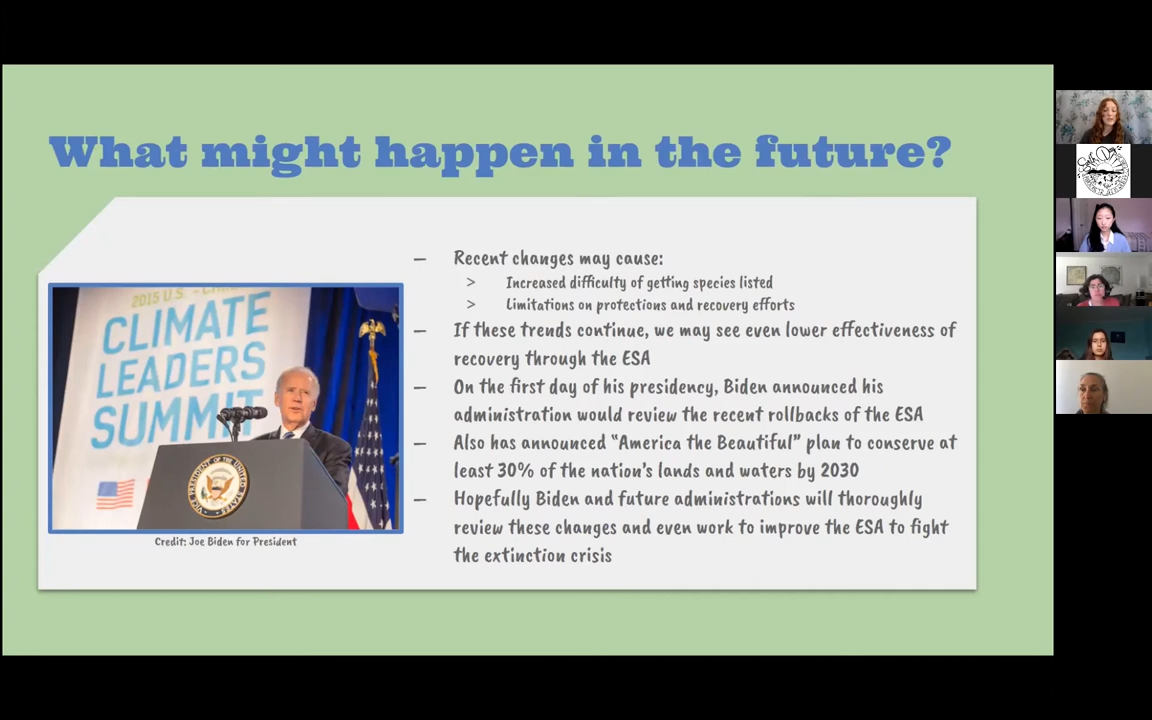 What might happen in the future?
2015 U.S. -
CLIMATE
LEADERS
SUMMIT
Credit: Joe Biden for President
– Recent changes may cause:
> Increased difficulty of getting species listed
> Limitations on protections and recovery efforts
– If these trends continue, we may see even lower effectiveness of
recovery through the ESA
– On the first day of his presidency, Biden announced his
administration would review the recent rollbacks of the ESA
– Also has announced "America the Beautiful" plan to conserve at
least 30% of the nation's lands and waters by 2030
– Hopefully Biden and future administrations will thoroughly
review these changes and even work to improve the ESA to fight
the extinction crisis